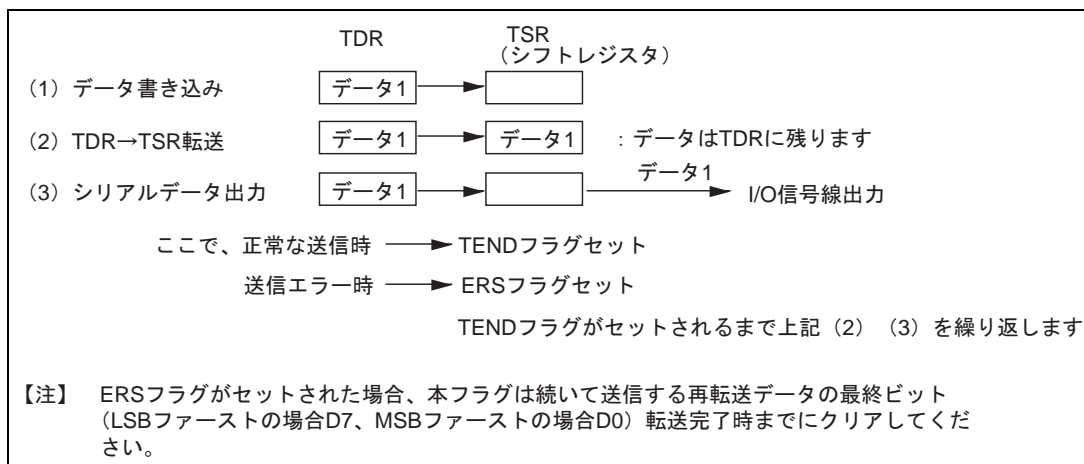 TDR TSR
（シフトレジスタ）
（1）データ書き込み データ1
（2）TDR→TSR転送 データ1 データ1 ：データはTDRに残ります
（3）シリアルデータ出力 データ1 データ1 I/O信号線出力
ここで、正常な送信時 TENDフラグセット
送信エラー時 ERSフラグセット
TENDフラグがセットされるまで上記（2）（3）を繰り返します
【注】 ERSフラグがセットされた場合、本フラグは続いて送信する再転送データの最終ビット
（LSBファーストの場合D7、MSBファーストの場合D0）転送完了時までにクリアしてくだ
さい。